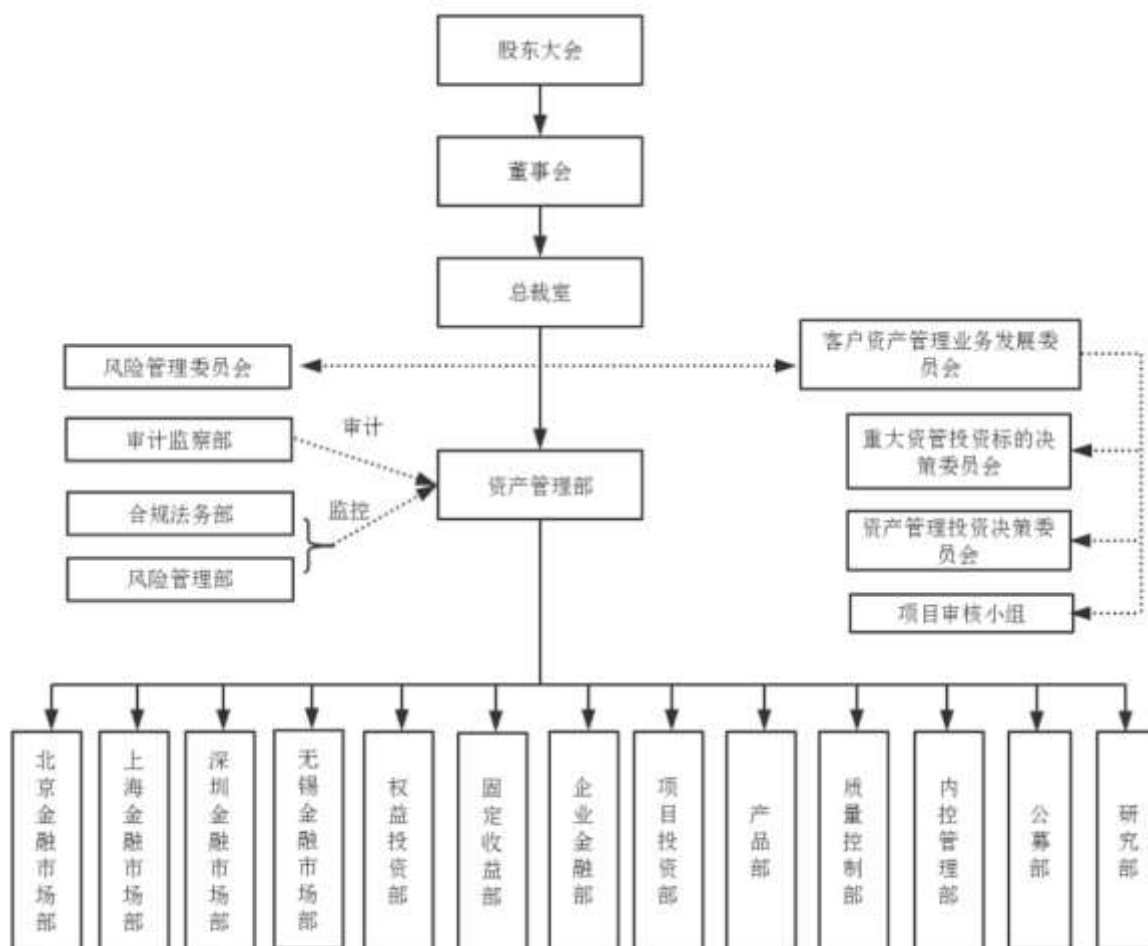 股东大会
董事会
总裁室
客户资产管理业务发展委
员会
风险管理委员会
审计监察部
审计
重大资管投资标的决
策委员会
资产管理部
合规法务部
监控
资产管理投资决策委
员会
风险管理部
项目审核小组
北京金融市场部
上海金融市场部
深圳金融市场部
无锡金融市场部
权益投资部
固定收益部
企业金融部
项目投资部
产品部
质量控制部
内控管理部
公募部
研究部